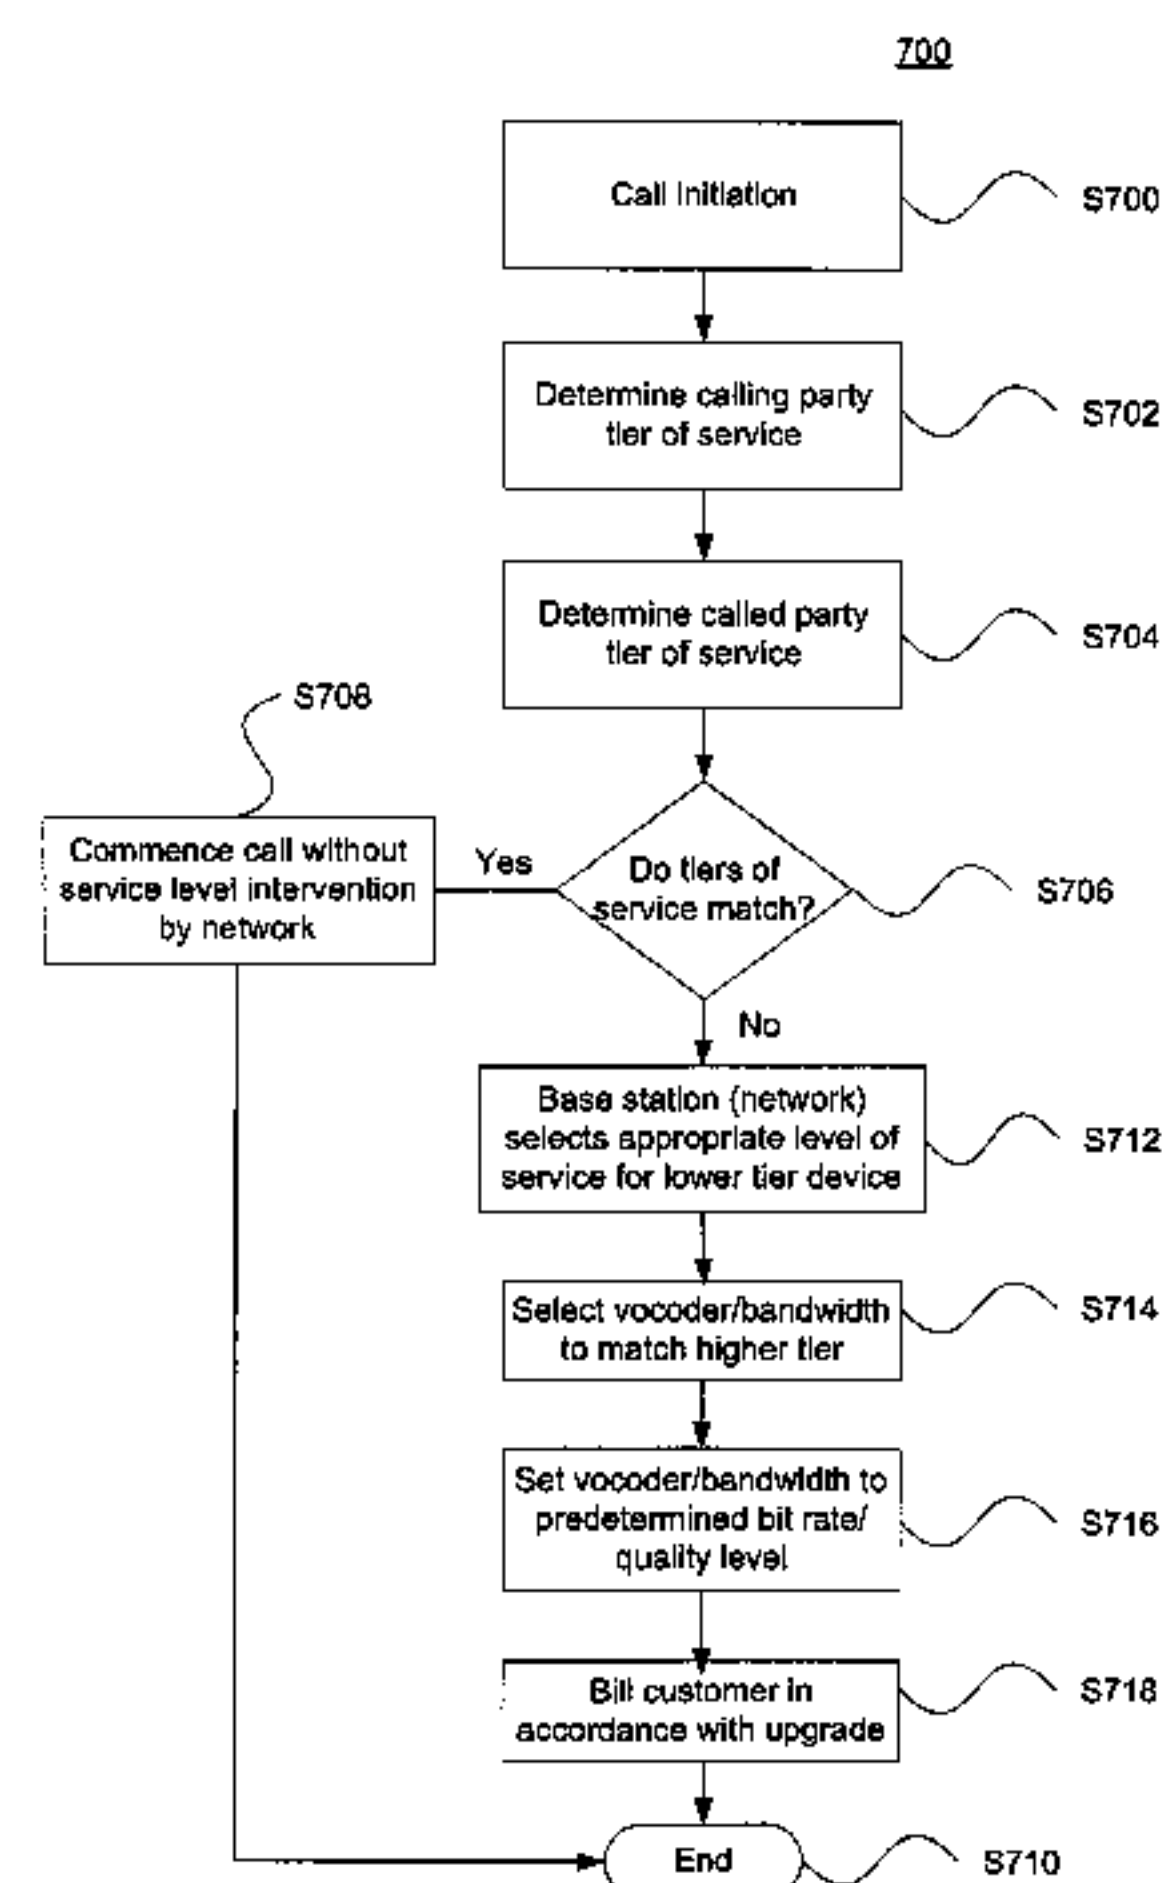 700
Call Initiation
S700
Determine calling party
tier of service
S702
Determine called party
tier of service
S704
S708
Commence call without
service level intervention
by network
Yes
Do tiers of
service match?
S706
No
Base station (network)
selects appropriate level of
service for lower tier device
S712
Select vocoder/bandwidth
to match higher tier
S714
Set vocoder/bandwidth to
predetermined bit rate/
quality level
S716
Bill customer in
accordance with upgrade
S718
End
S710